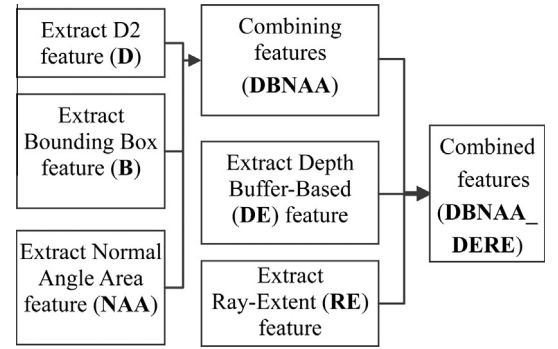 Extract D2
feature (D)
Extract
Bounding Box
feature (B)
Extract Normal
Angle Area
feature (NAA)
Combining
features
(DBNAA)
Extract Depth
Buffer-Based
(DE) feature
Extract
Ray-Extent (RE)
feature
Combined
features
(DBNAA_
DERE)